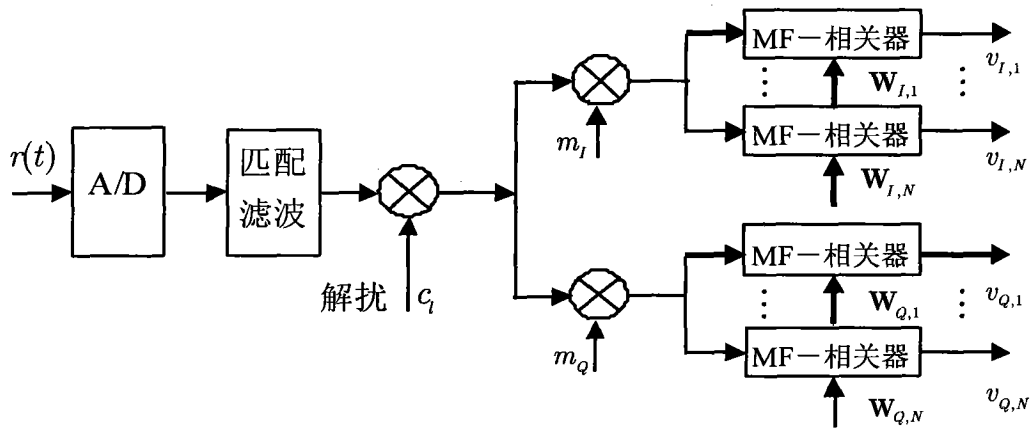 r(t)
A/D
匹配
滤波
解扰
c_l
m_I
MF－相关器
v_{I,1}
⋮
W_{I,1}
⋮
MF－相关器
v_{I,N}
W_{I,N}
m_Q
MF－相关器
⋮
W_{Q,1}
⋮
v_{Q,1}
MF－相关器
v_{Q,N}
W_{Q,N}